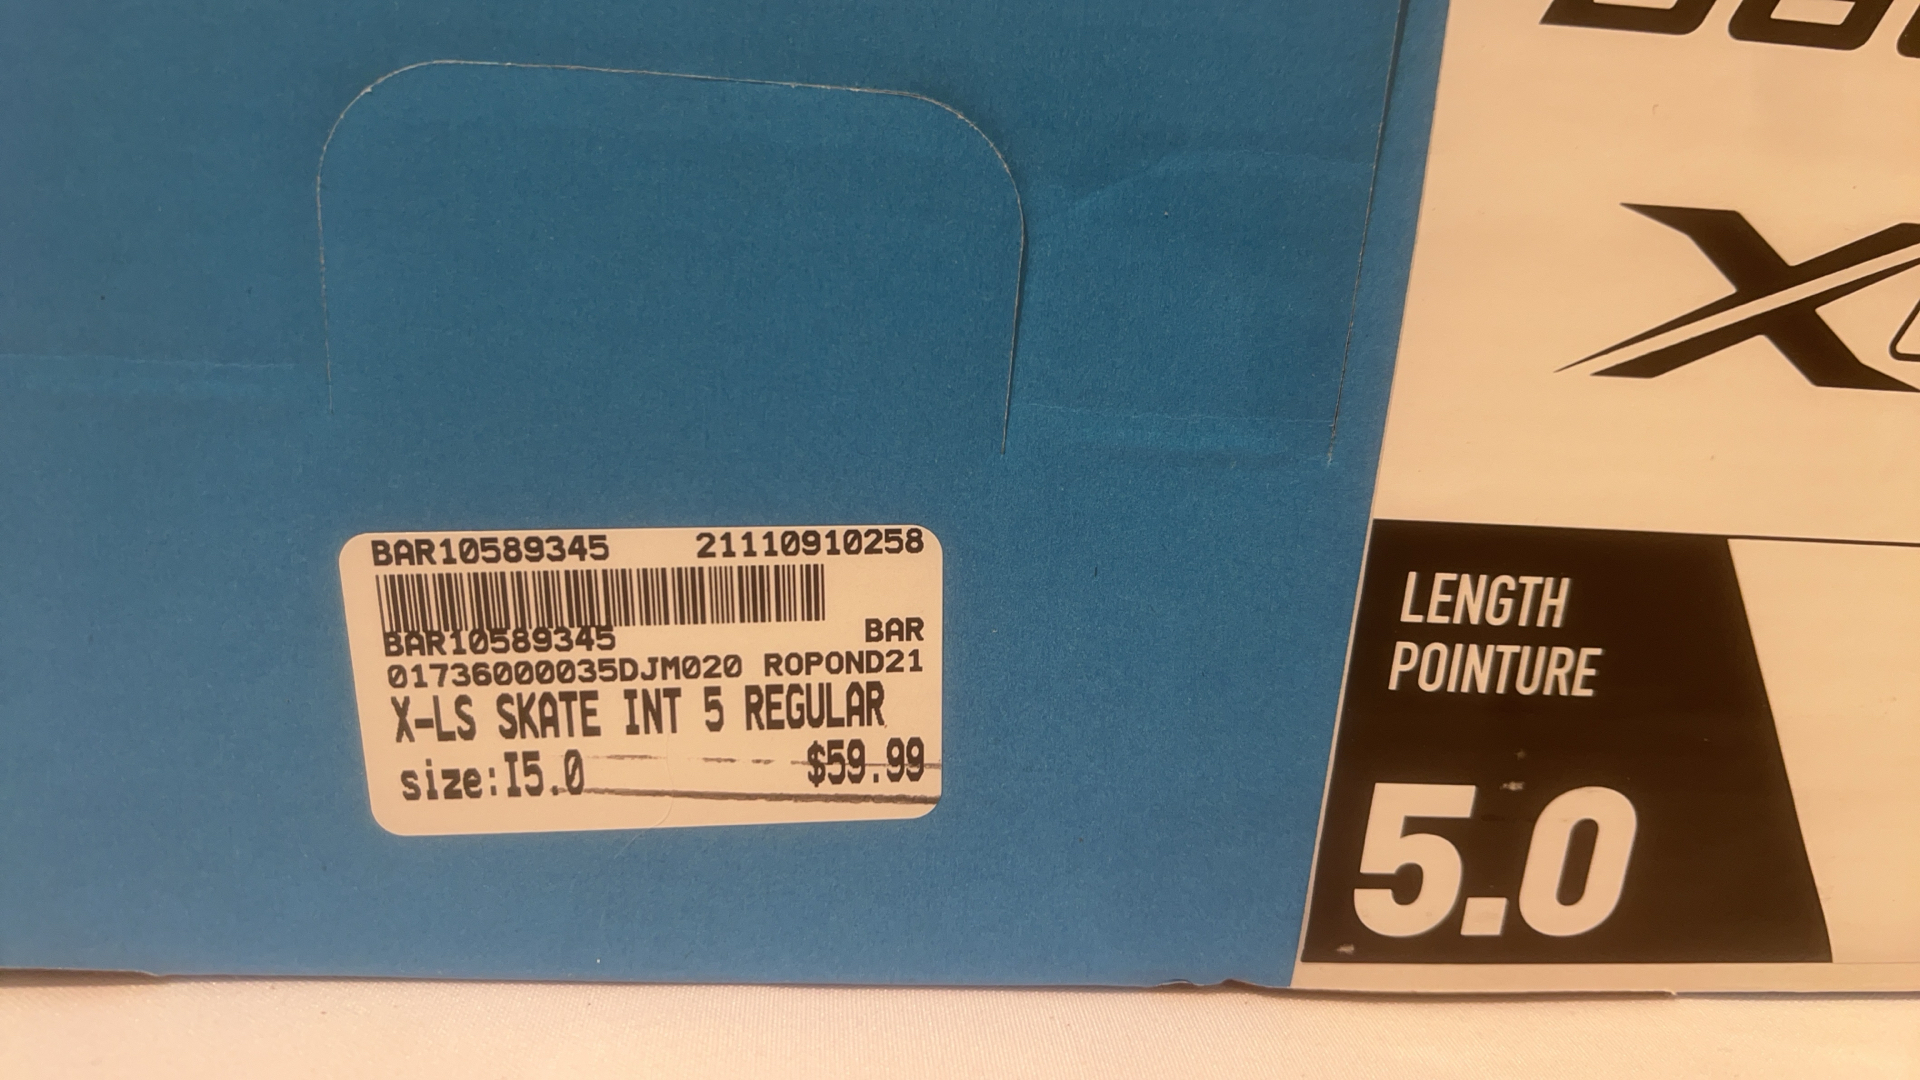 BAR10589345 21110910258
BAR10589345 BAR
01736000035DJM020 ROPOND21
X-LS SKATE INT 5 REGULAR
size:I5.0 $59.99
LENGTH
POINTURE
5.0